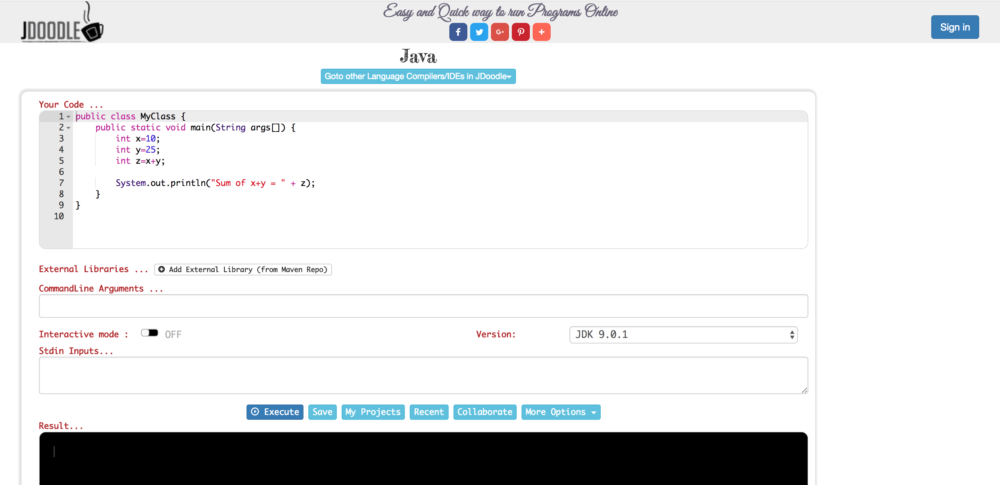 JDOODLE
Easy and Quick way to run Programs Online
Sign in
Java
Goto other Language Compilers/IDEs in JDoodle
Your Code ...
1 public class MyClass {
2     public static void main(String args[]) {
3         int x=10;
4         int y=25;
5         int z=x+y;
6
7         System.out.println("Sum of x+y = " + z);
8     }
9 }
10
External Libraries ... Add External Library (from Maven Repo)
CommandLine Arguments ...
Interactive mode : OFF Version: JDK 9.0.1
Stdin Inputs...
Execute Save My Projects Recent Collaborate More Options
Result...